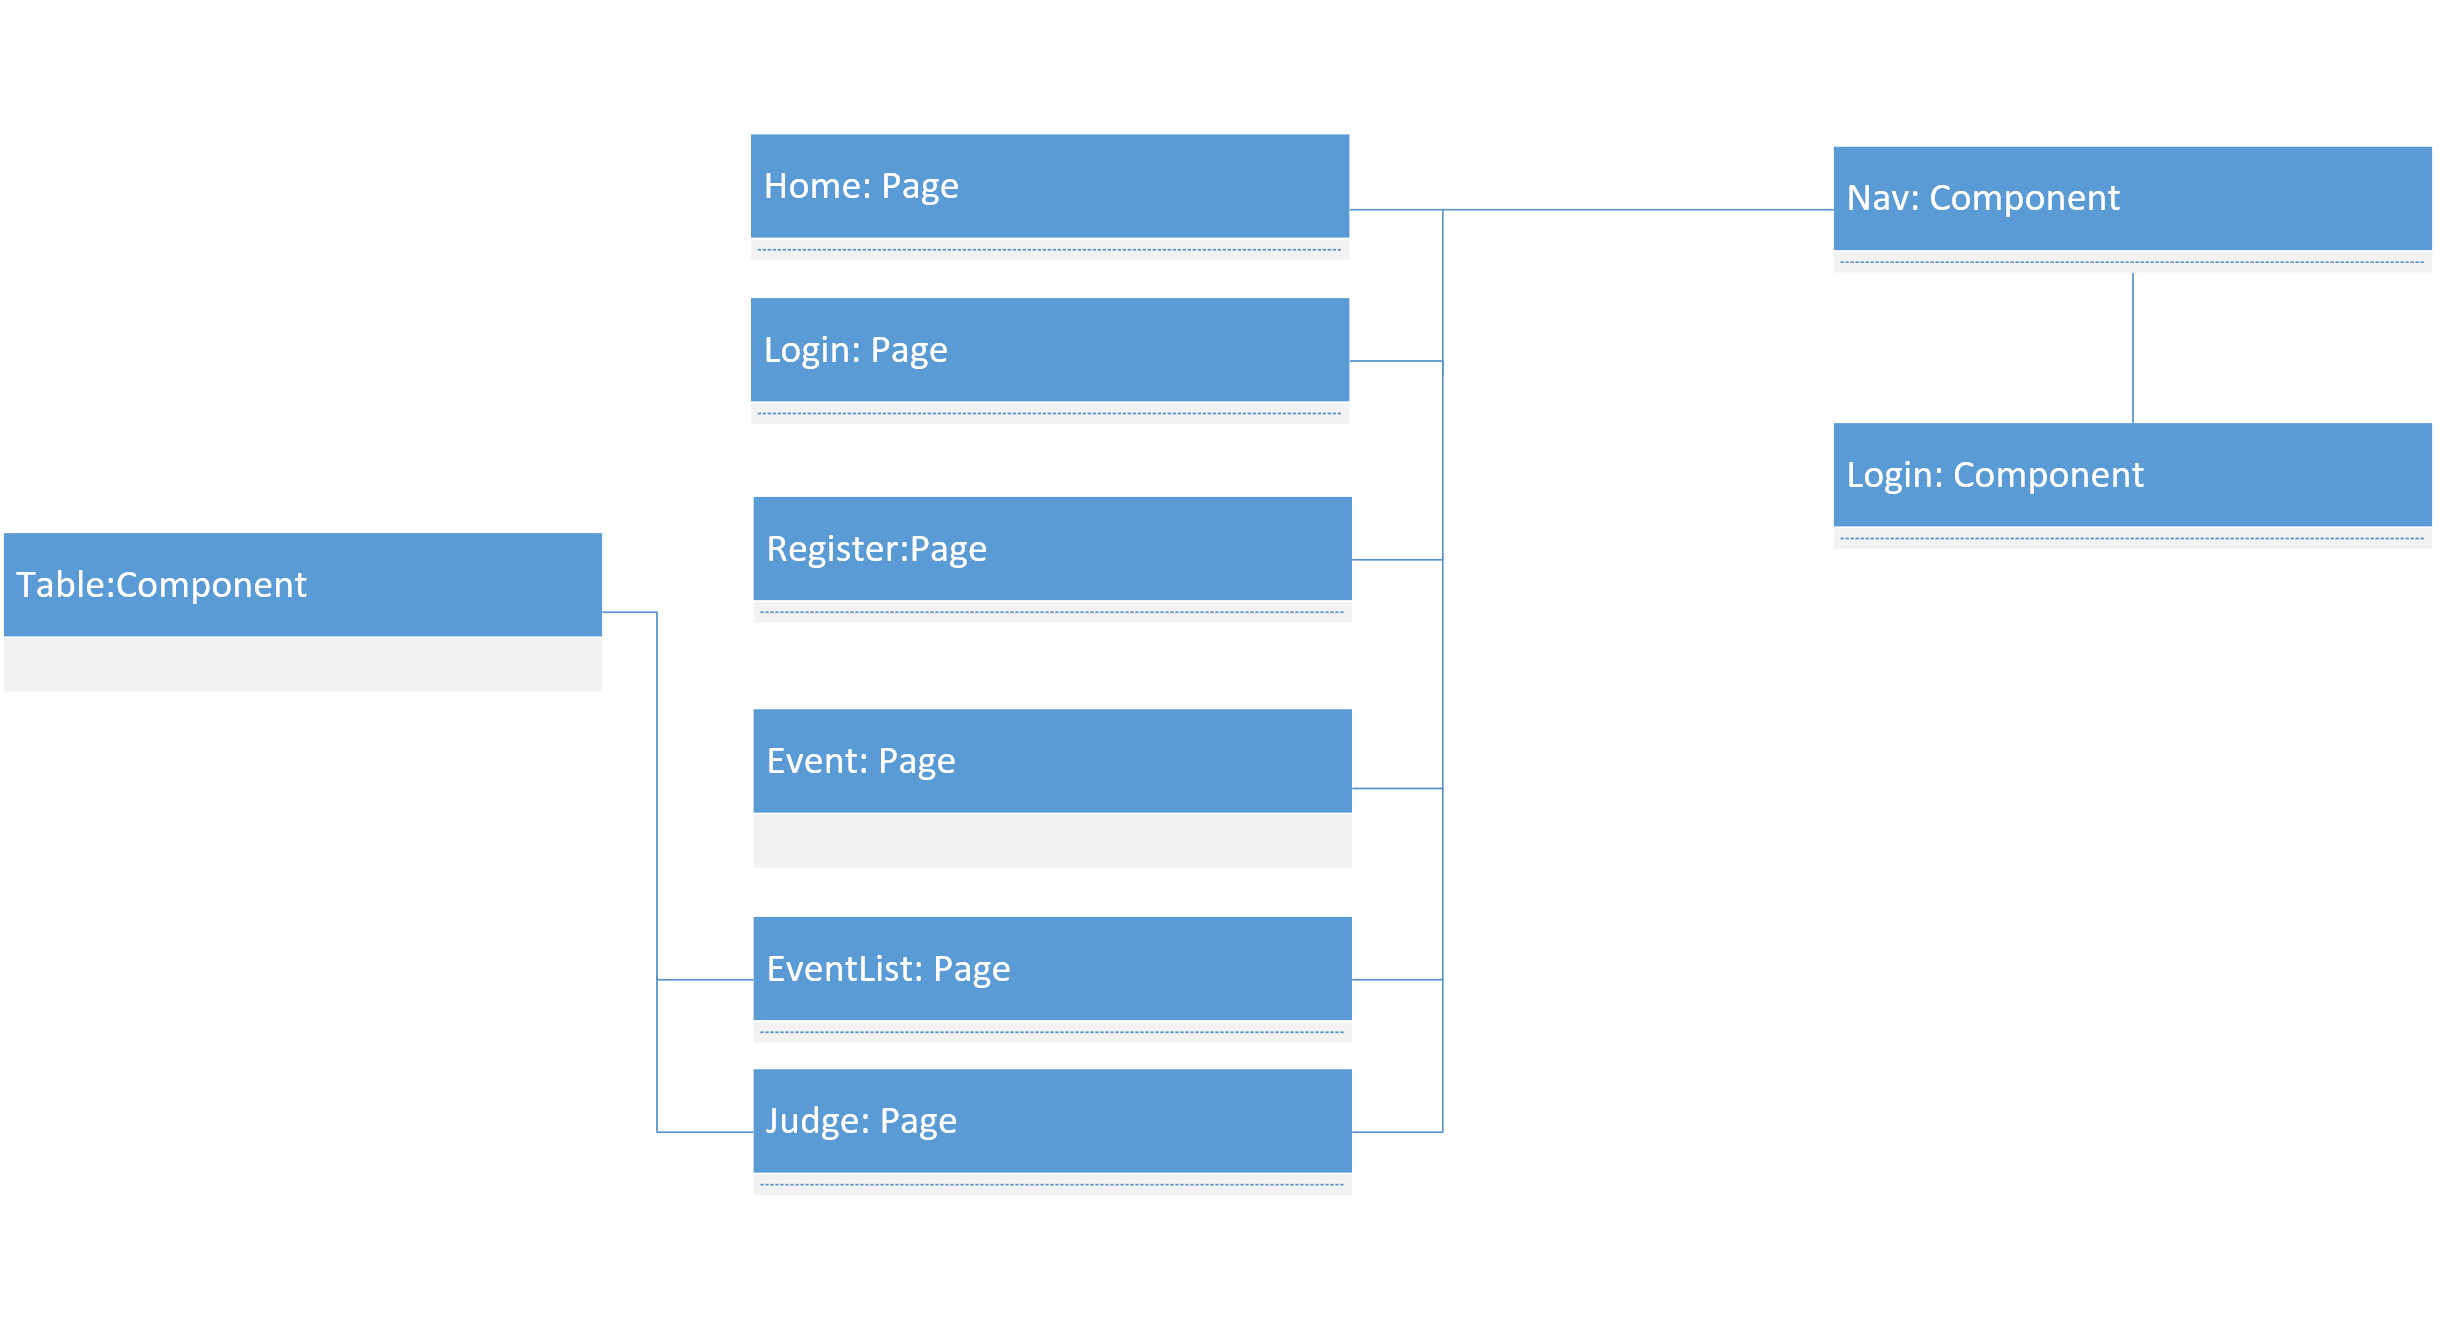 Home: Page
Nav: Component
Login: Page
Login: Component
Register:Page
Table:Component
Event: Page
EventList: Page
Judge: Page